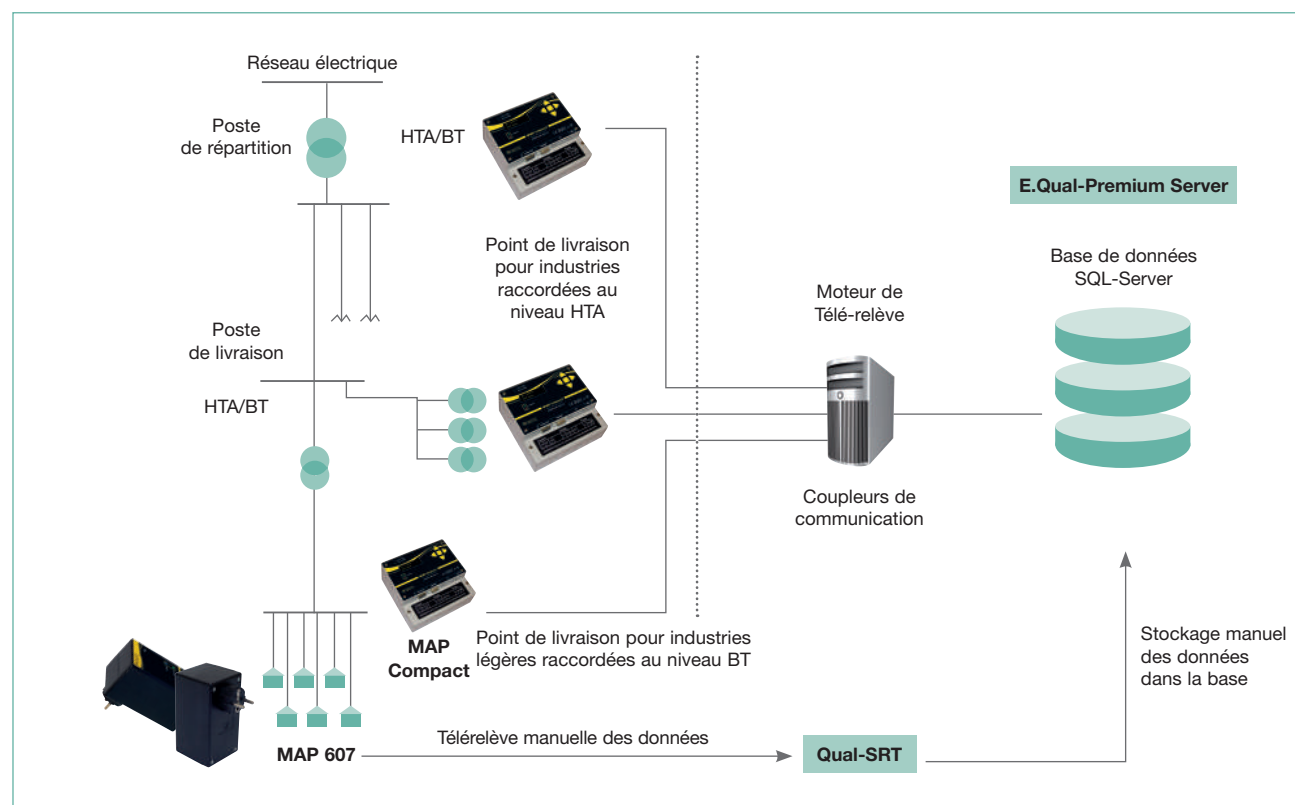 Réseau électrique
Poste
de répartition
HTA/BT
Point de livraison
pour industries
raccordées au
niveau HTA
Poste
de livraison
HTA/BT
MAP
Compact
Point de livraison pour industries
légères raccordées au niveau BT
MAP 607
Télérelève manuelle des données
Qual-SRT
Moteur de
Télé-relève
Coupleurs de
communication
E.Qual-Premium Server
Base de données
SQL-Server
Stockage manuel
des données
dans la base